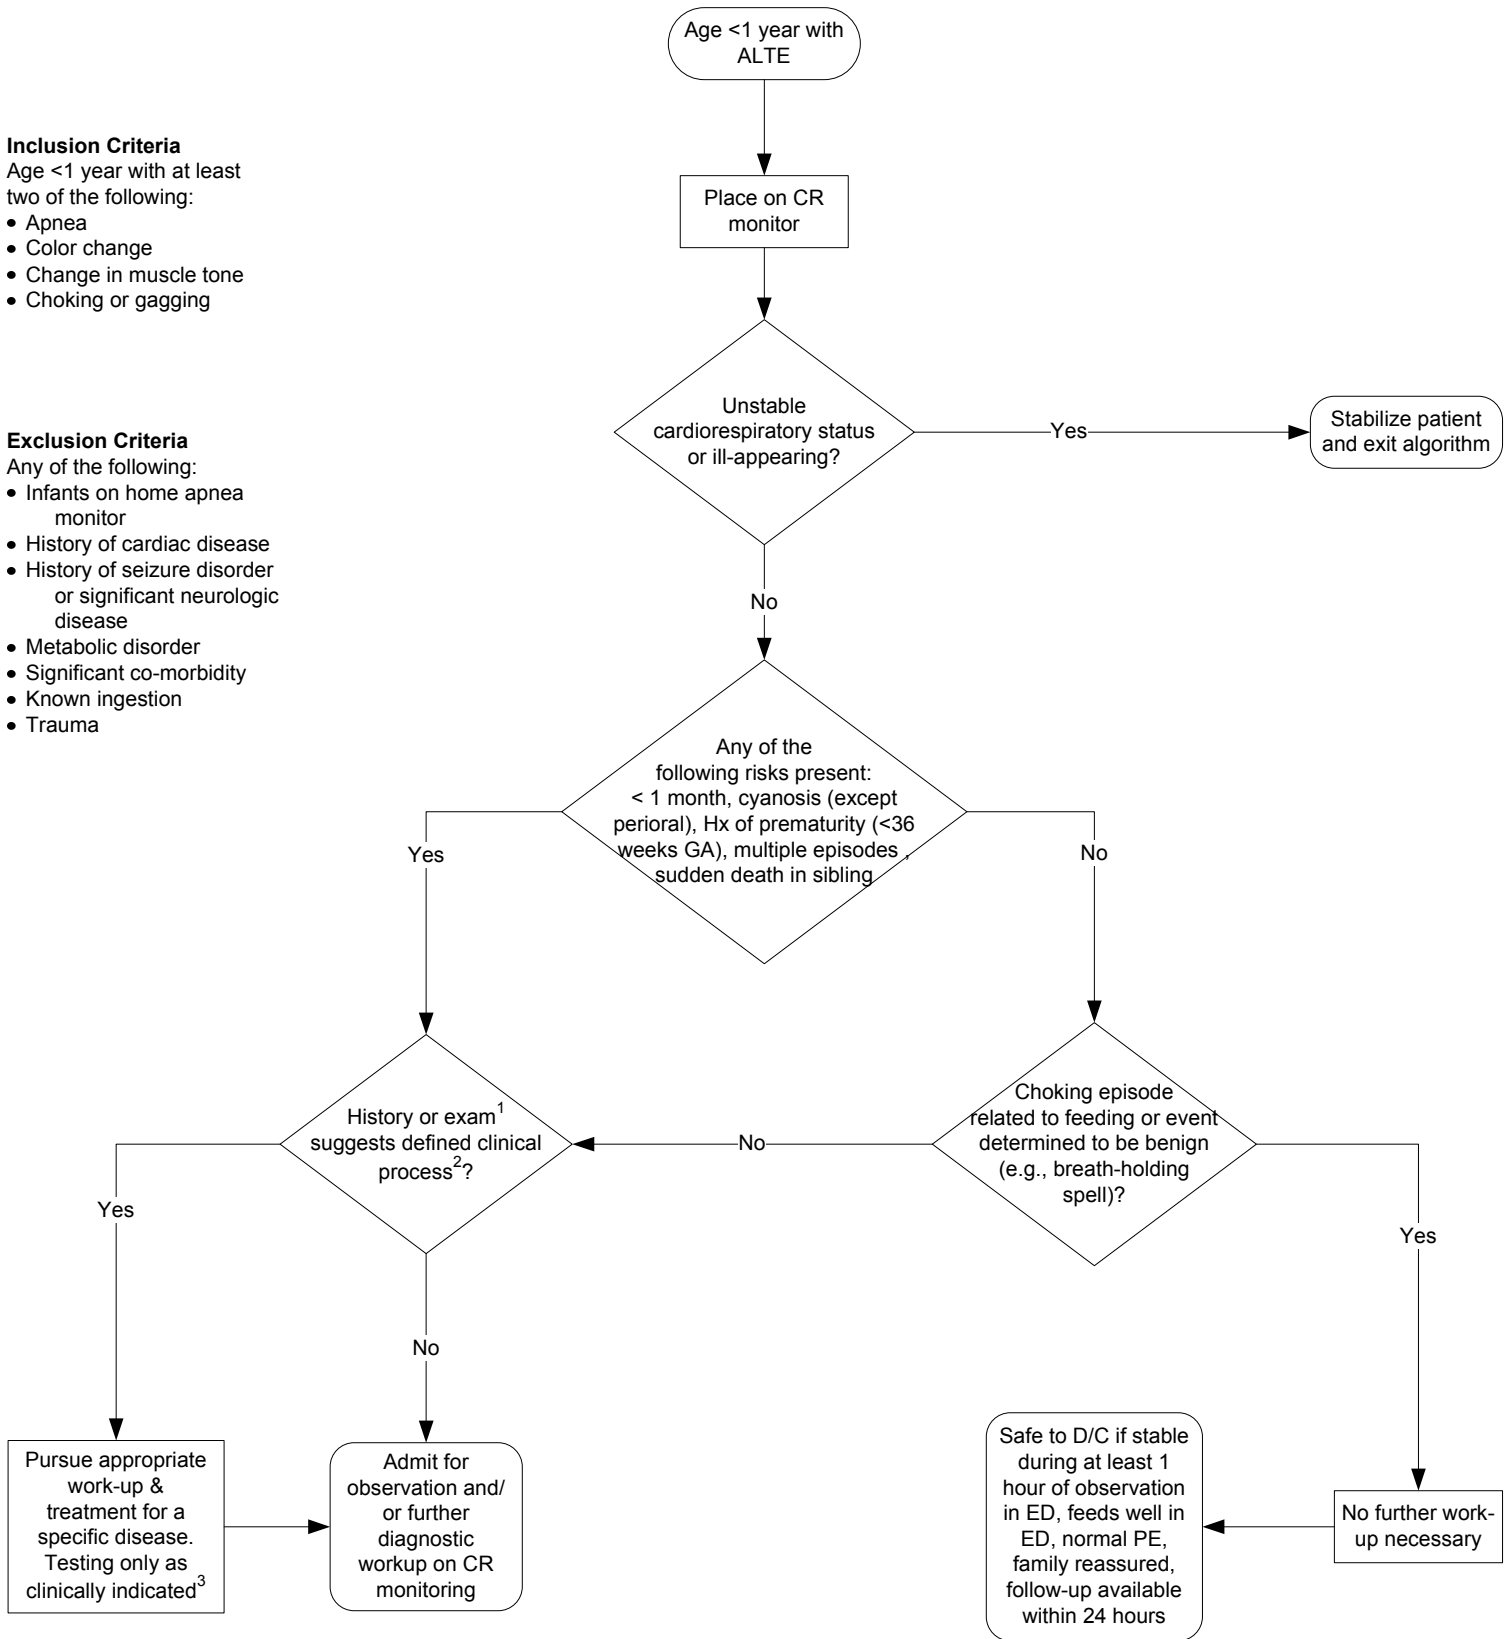 Age <1 year with
ALTE
Inclusion Criteria
Age <1 year with at least
two of the following:
• Apnea
• Color change
• Change in muscle tone
• Choking or gagging
Place on CR
monitor
Exclusion Criteria
Any of the following:
• Infants on home apnea
monitor
• History of cardiac disease
• History of seizure disorder
or significant neurologic
disease
• Metabolic disorder
• Significant co-morbidity
• Known ingestion
• Trauma
Unstable
cardiorespiratory status
or ill-appearing?
Yes
Stabilize patient
and exit algorithm
No
Any of the
following risks present:
< 1 month, cyanosis (except
perioral), Hx of prematurity (<36
weeks GA), multiple episodes ,
sudden death in sibling
Yes
No
History or exam1
suggests defined clinical
process2?
No
Choking episode
related to feeding or event
determined to be benign
(e.g., breath-holding
spell)?
Yes
Yes
No
Pursue appropriate
work-up &
treatment for a
specific disease.
Testing only as
clinically indicated3
Admit for
observation and/
or further
diagnostic
workup on CR
monitoring
Safe to D/C if stable
during at least 1
hour of observation
in ED, feeds well in
ED, normal PE,
family reassured,
follow-up available
within 24 hours
No further work-
up necessary